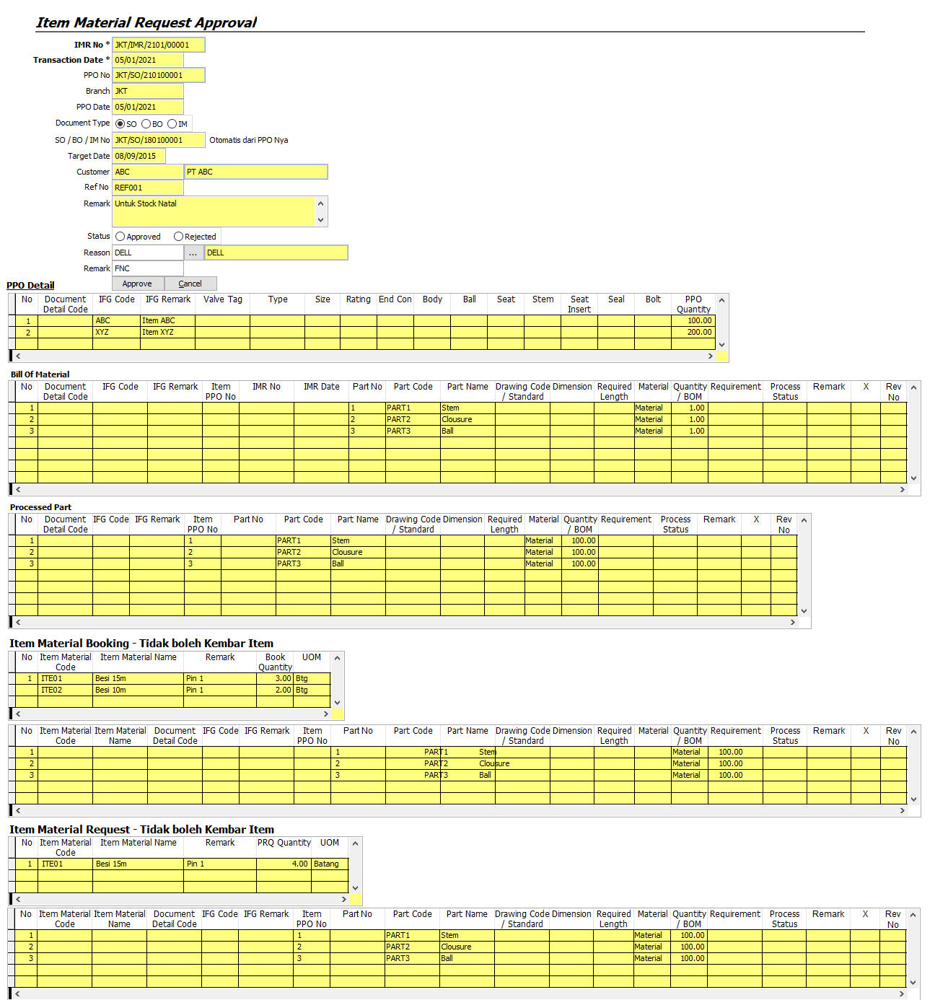 Item Material Request Approval
IMR No * JKT/IMR/2101/00001
Transaction Date * 05/01/2021
PPO No JKT/SO/210100001
Branch JKT
PPO Date 05/01/2021
Document Type SO BO IM
SO / BO / IM No JKT/SO/180100001 Otomatis dari PPO Nya
Target Date 08/09/2015
Customer ABC PT ABC
Ref No REF001
Remark Untuk Stock Natal
Status Approved Rejected
Reason DELL ... DELL
Remark FNC
Approve Cancel
PPO Detail
No Document IFG Code IFG Remark Valve Tag Type Size Rating End Con Body Ball Seat Stem Seat Seal Bolt PPO
Detail Code Insert Quantity
1 ABC Item ABC 100.00
2 XYZ Item XYZ 200.00
Bill Of Material
No Document IFG Code IFG Remark Item IMR No IMR Date Part No Part Code Part Name Drawing Code Dimension Required Material Quantity Requirement Process Remark X Rev
Detail Code PPO No / Standard Length / BOM Status No
1 1 PART1 Stem Material 1.00
2 2 PART2 Clousure Material 1.00
3 3 PART3 Ball Material 1.00
Processed Part
No Document IFG Code IFG Remark Item Part No Part Code Part Name Drawing Code Dimension Required Material Quantity Requirement Process Remark X Rev
Detail Code PPO No / Standard Length / BOM Status No
1 1 PART1 Stem Material 100.00
2 2 PART2 Clousure Material 100.00
3 3 PART3 Ball Material 100.00
Item Material Booking - Tidak boleh Kembar Item
No Item Material Item Material Name Remark Book UOM
Code Quantity
1 ITE01 Besi 15m Pin 1 3.00 Btg
ITE02 Besi 10m Pin 1 2.00 Btg
No Item Material Item Material Document IFG Code IFG Remark Item Part No Part Code Part Name Drawing Code Dimension Required Material Quantity Requirement Process Remark X Rev
Code Name Detail Code PPO No / Standard Length / BOM Status No
1 1 PART1 Stem Material 100.00
2 2 PART2 Clousure Material 100.00
3 3 PART3 Ball Material 100.00
Item Material Request - Tidak boleh Kembar Item
No Item Material Item Material Name Remark PRQ Quantity UOM
Code
1 ITE01 Besi 15m Pin 1 4.00 Batang
No Item Material Item Material Document IFG Code IFG Remark Item Part No Part Code Part Name Drawing Code Dimension Required Material Quantity Requirement Process Remark X Rev
Code Name Detail Code PPO No / Standard Length / BOM Status No
1 1 PART1 Stem Material 100.00
2 2 PART2 Clousure Material 100.00
3 3 PART3 Ball Material 100.00